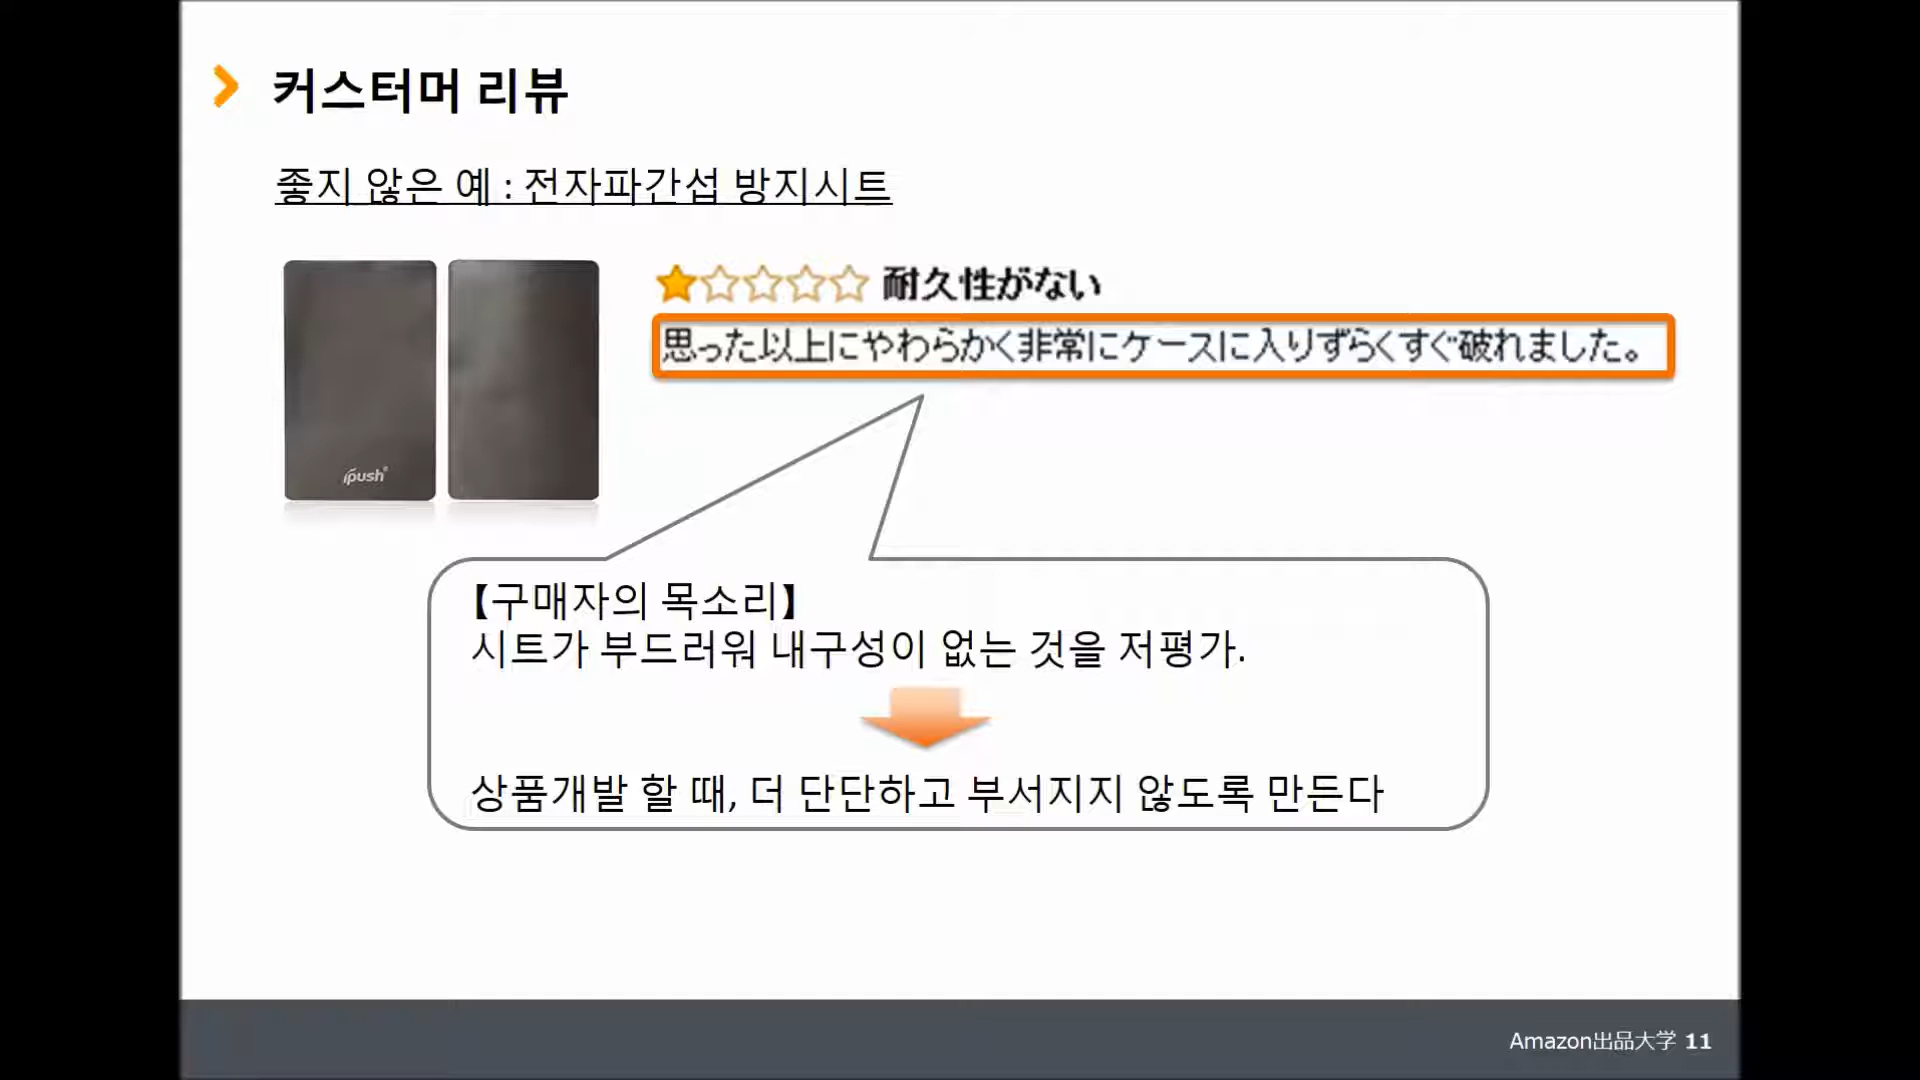 커스터머 리뷰
좋지 않은 예 : 전자파간섭 방지시트
耐久性がない
思った以上にやわらかく非常にケースに入りずらくすぐ破れました。
ipush®
【구매자의 목소리】
시트가 부드러워 내구성이 없는 것을 저평가.
상품개발 할 때, 더 단단하고 부서지지 않도록 만든다
Amazon出品大学 11